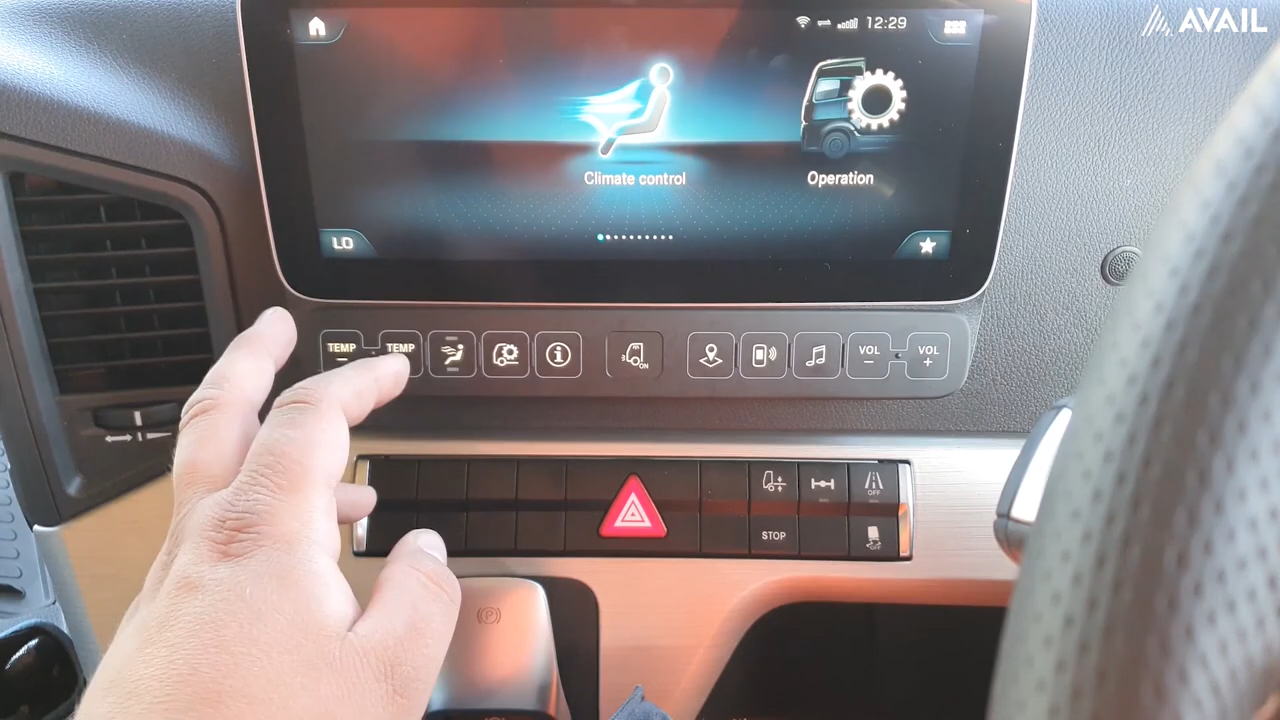 12:29
AVAIL
Climate control
Operation
LO
TEMP
−
TEMP
ON
VOL
−
VOL
+
OFF
STOP
OFF
P